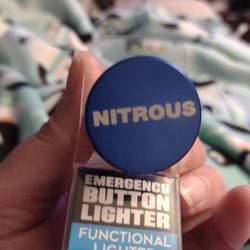 NITROUS
EMERGENCY
BUTTON
LIGHTER
FUNCTIONAL
LIGHTER